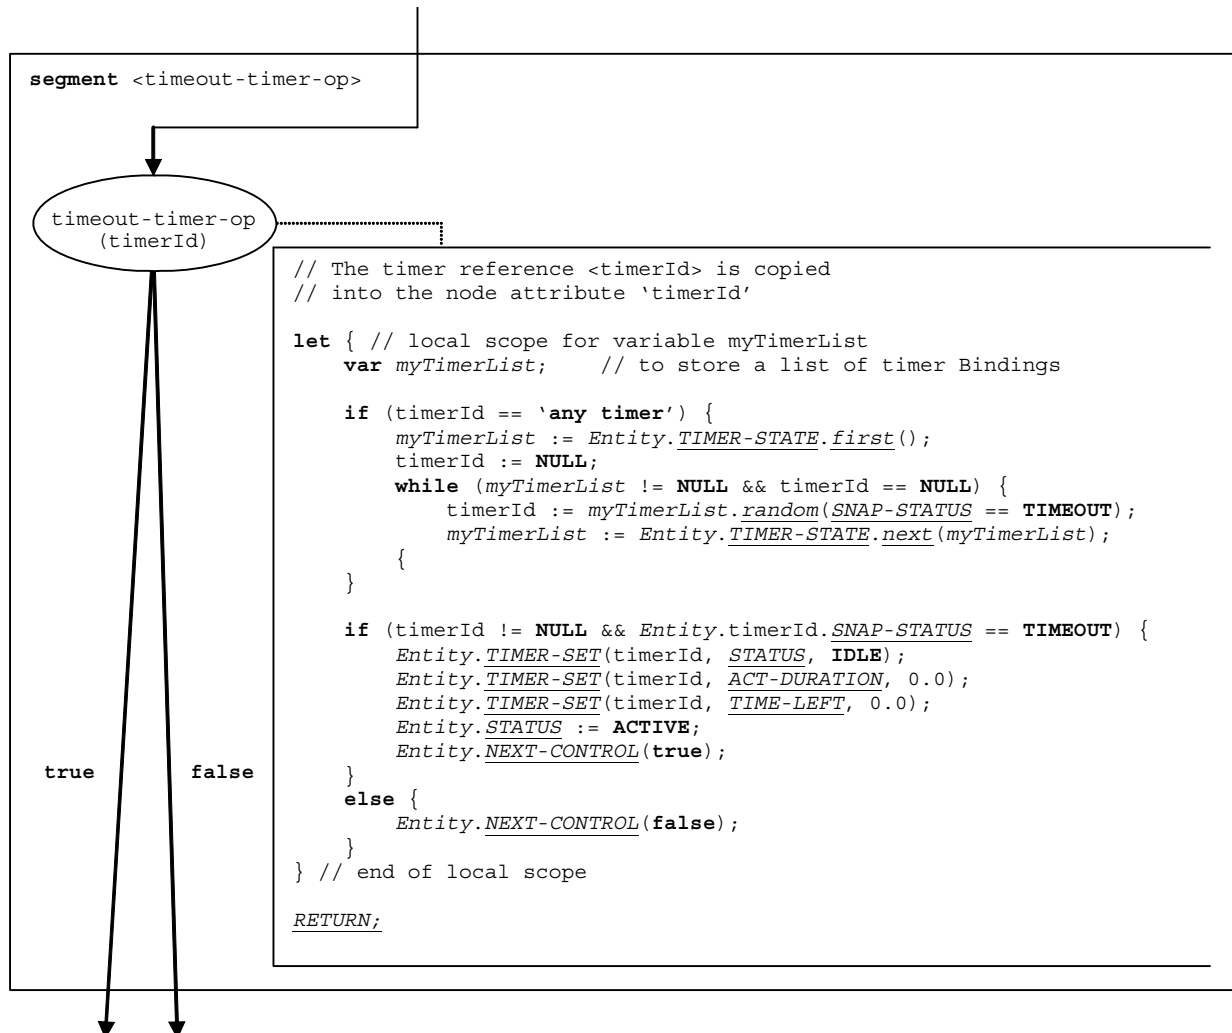 segment <timeout-timer-op>
timeout-timer-op
(timerId)
// The timer reference <timerId> is copied
// into the node attribute ‘timerId’
let { // local scope for variable myTimerList
var myTimerList; // to store a list of timer Bindings
if (timerId == ‘any timer’) {
myTimerList := Entity.TIMER-STATE.first();
timerId := NULL;
while (myTimerList != NULL && timerId == NULL) {
timerId := myTimerList.random(SNAP-STATUS == TIMEOUT);
myTimerList := Entity.TIMER-STATE.next(myTimerList);
{
}
if (timerId != NULL && Entity.timerId.SNAP-STATUS == TIMEOUT) {
Entity.TIMER-SET(timerId, STATUS, IDLE);
Entity.TIMER-SET(timerId, ACT-DURATION, 0.0);
Entity.TIMER-SET(timerId, TIME-LEFT, 0.0);
Entity.STATUS := ACTIVE;
Entity.NEXT-CONTROL(true);
}
else {
Entity.NEXT-CONTROL(false);
}
} // end of local scope
RETURN;
true
false